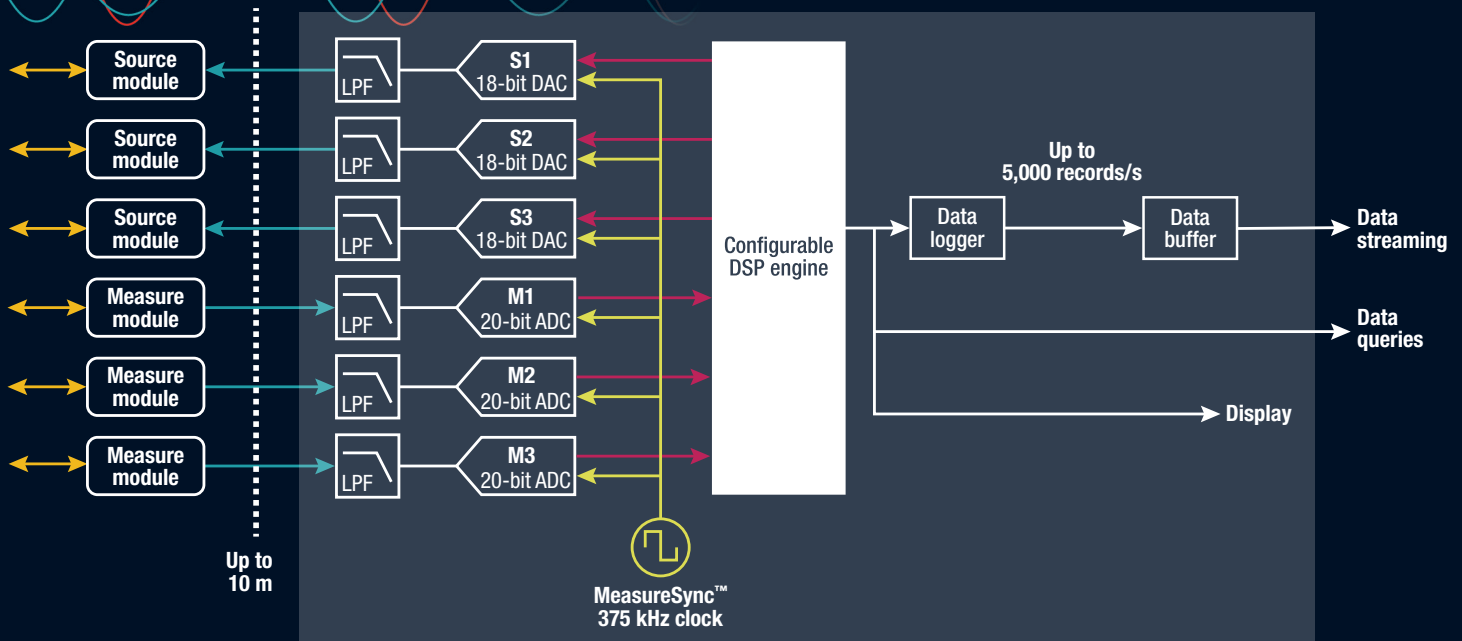 Source
module
LPF
S1
18-bit DAC
Source
module
LPF
S2
18-bit DAC
Source
module
LPF
S3
18-bit DAC
Measure
module
LPF
M1
20-bit ADC
Measure
module
LPF
M2
20-bit ADC
Measure
module
LPF
M3
20-bit ADC
Up to
10 m
MeasureSync™
375 kHz clock
Configurable
DSP engine
Up to
5,000 records/s
Data
logger
Data
buffer
Data
streaming
Data
queries
Display